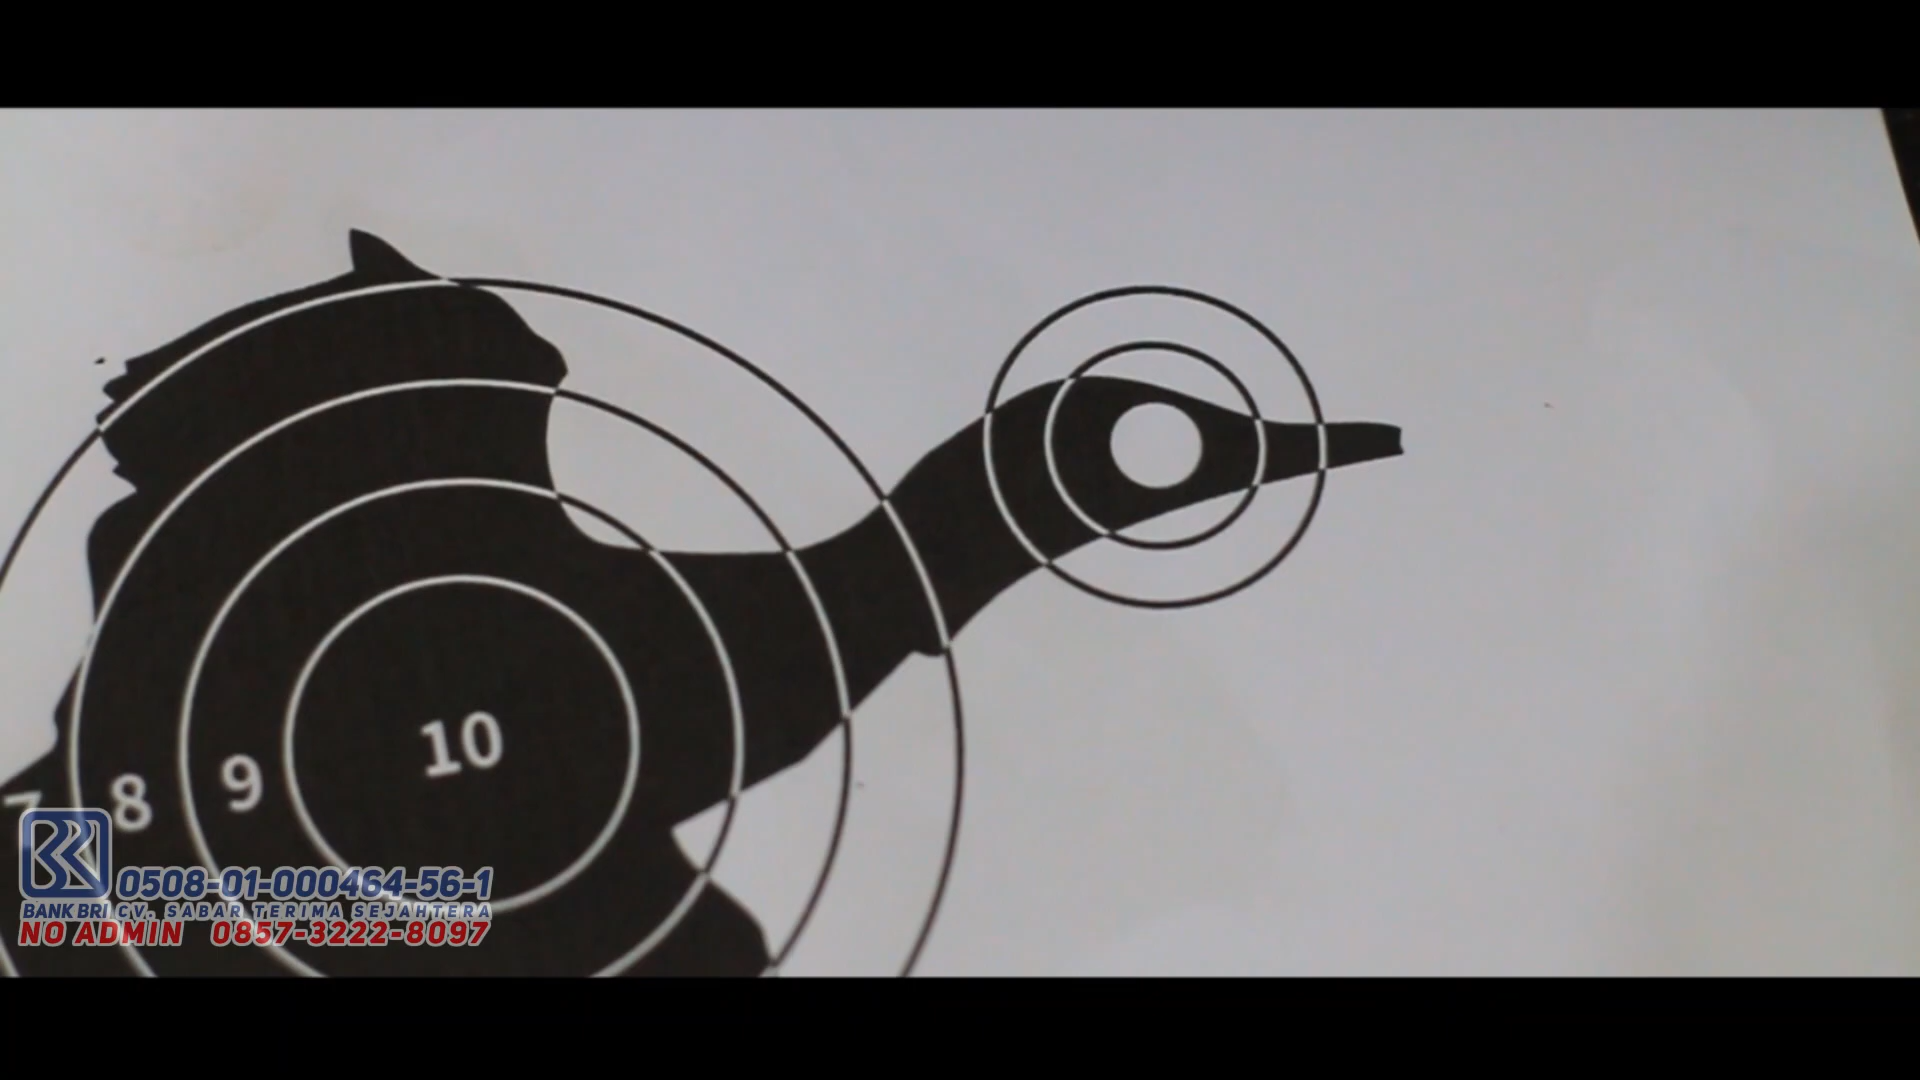 10
9
8
7
0508-01-000464-56-1
BANK BRI CV. SABAR TERIMA SEJAHTERA
NO ADMIN 0857-3222-8097